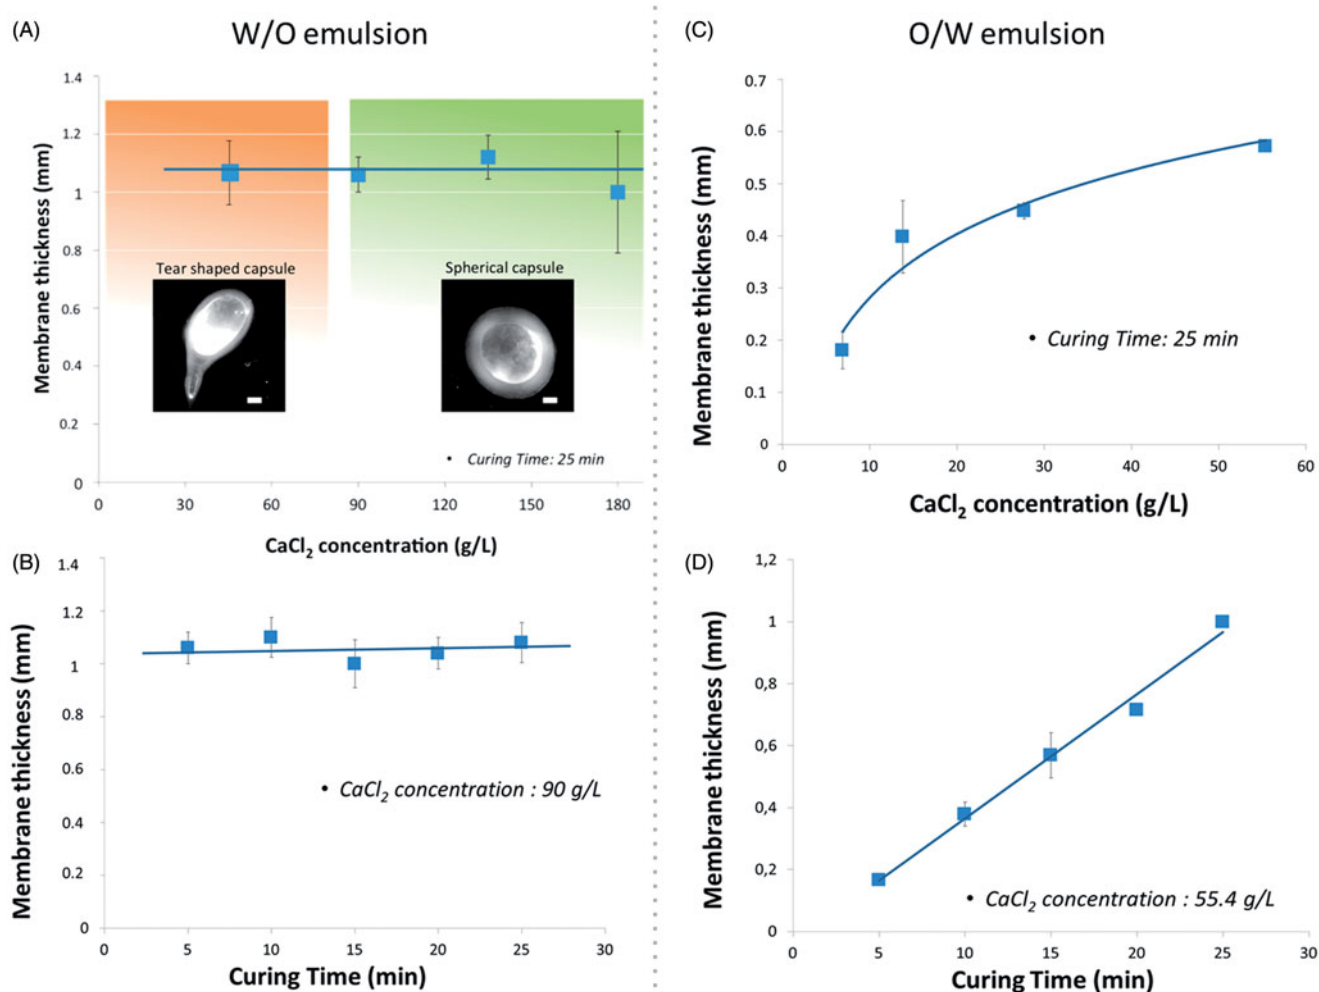 (A)
W/O emulsion
1.4
1.2
1
0.8
0.6
0.4
0.2
0
Membrane thickness (mm)
Tear shaped capsule
Spherical capsule
• Curing Time: 25 min
0 30 60 90 120 150 180
CaCl₂ concentration (g/L)
(B)
1.4
1.2
1
0.8
0.6
0.4
0.2
0
Membrane thickness (mm)
• CaCl₂ concentration : 90 g/L
0 5 10 15 20 25 30
Curing Time (min)
(C)
O/W emulsion
0.7
0.6
0.5
0.4
0.3
0.2
0.1
0
Membrane thickness (mm)
• Curing Time: 25 min
0 10 20 30 40 50 60
CaCl₂ concentration (g/L)
(D)
1,2
1
0,8
0,6
0,4
0,2
0
Membrane thickness (mm)
• CaCl₂ concentration : 55.4 g/L
0 5 10 15 20 25 30
Curing Time (min)